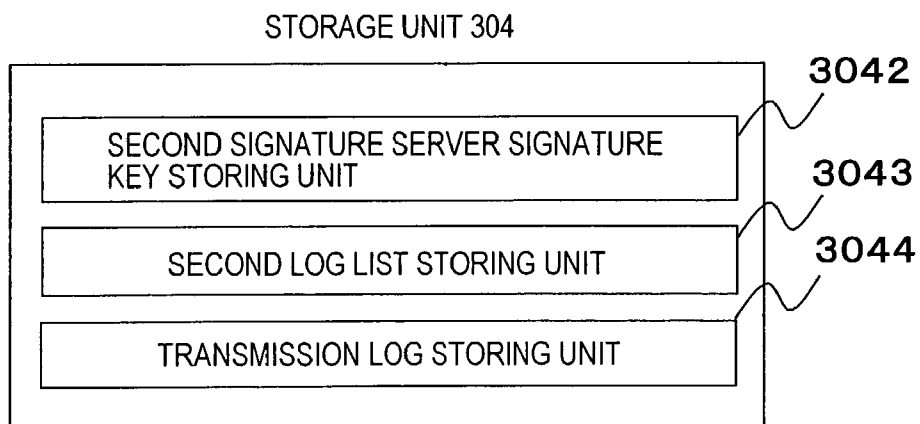 STORAGE UNIT 304
3042
SECOND SIGNATURE SERVER SIGNATURE
KEY STORING UNIT
3043
SECOND LOG LIST STORING UNIT
3044
TRANSMISSION LOG STORING UNIT